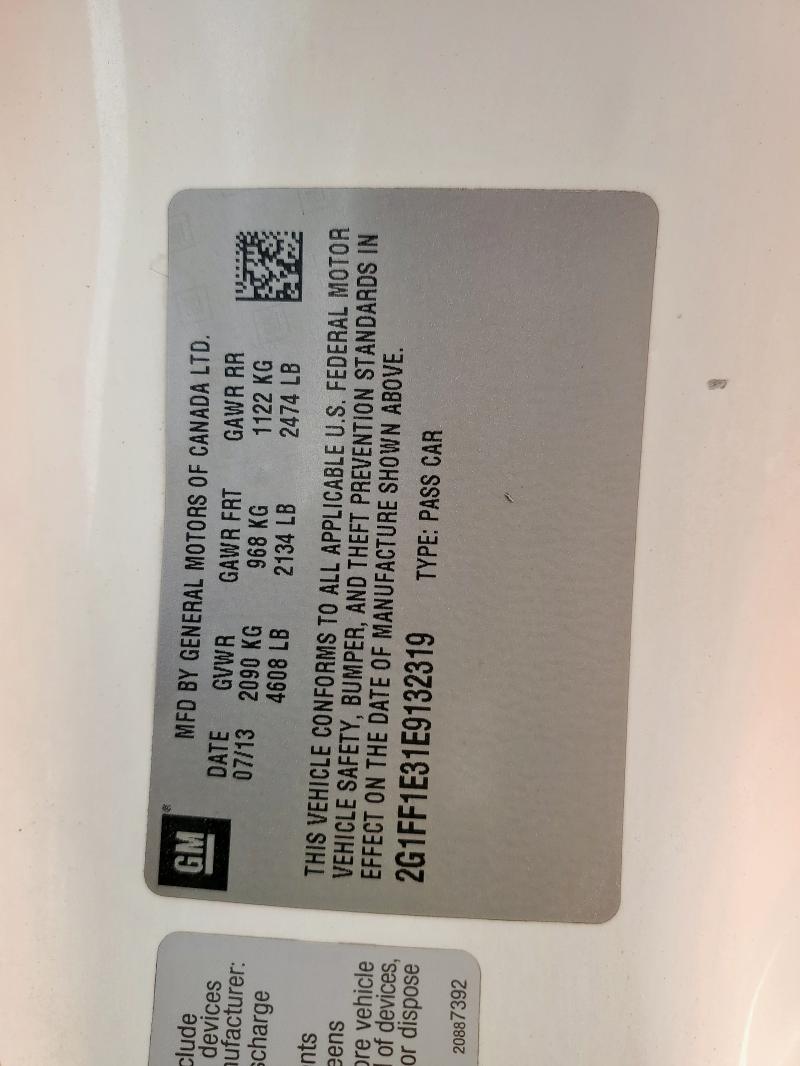 GM®
MFD BY GENERAL MOTORS OF CANADA LTD.
DATE GVWR GAWR FRT GAWR RR
07/13 2090 KG 968 KG 1122 KG
4608 LB 2134 LB 2474 LB
THIS VEHICLE CONFORMS TO ALL APPLICABLE U.S. FEDERAL MOTOR
VEHICLE SAFETY, BUMPER, AND THEFT PREVENTION STANDARDS IN
EFFECT ON THE DATE OF MANUFACTURE SHOWN ABOVE.
2G1FF1E31E9132319 TYPE: PASS CAR
clude
devices
nufacturer:
scharge
nts
eens
ore vehicle
l of devices,
or dispose
20887392